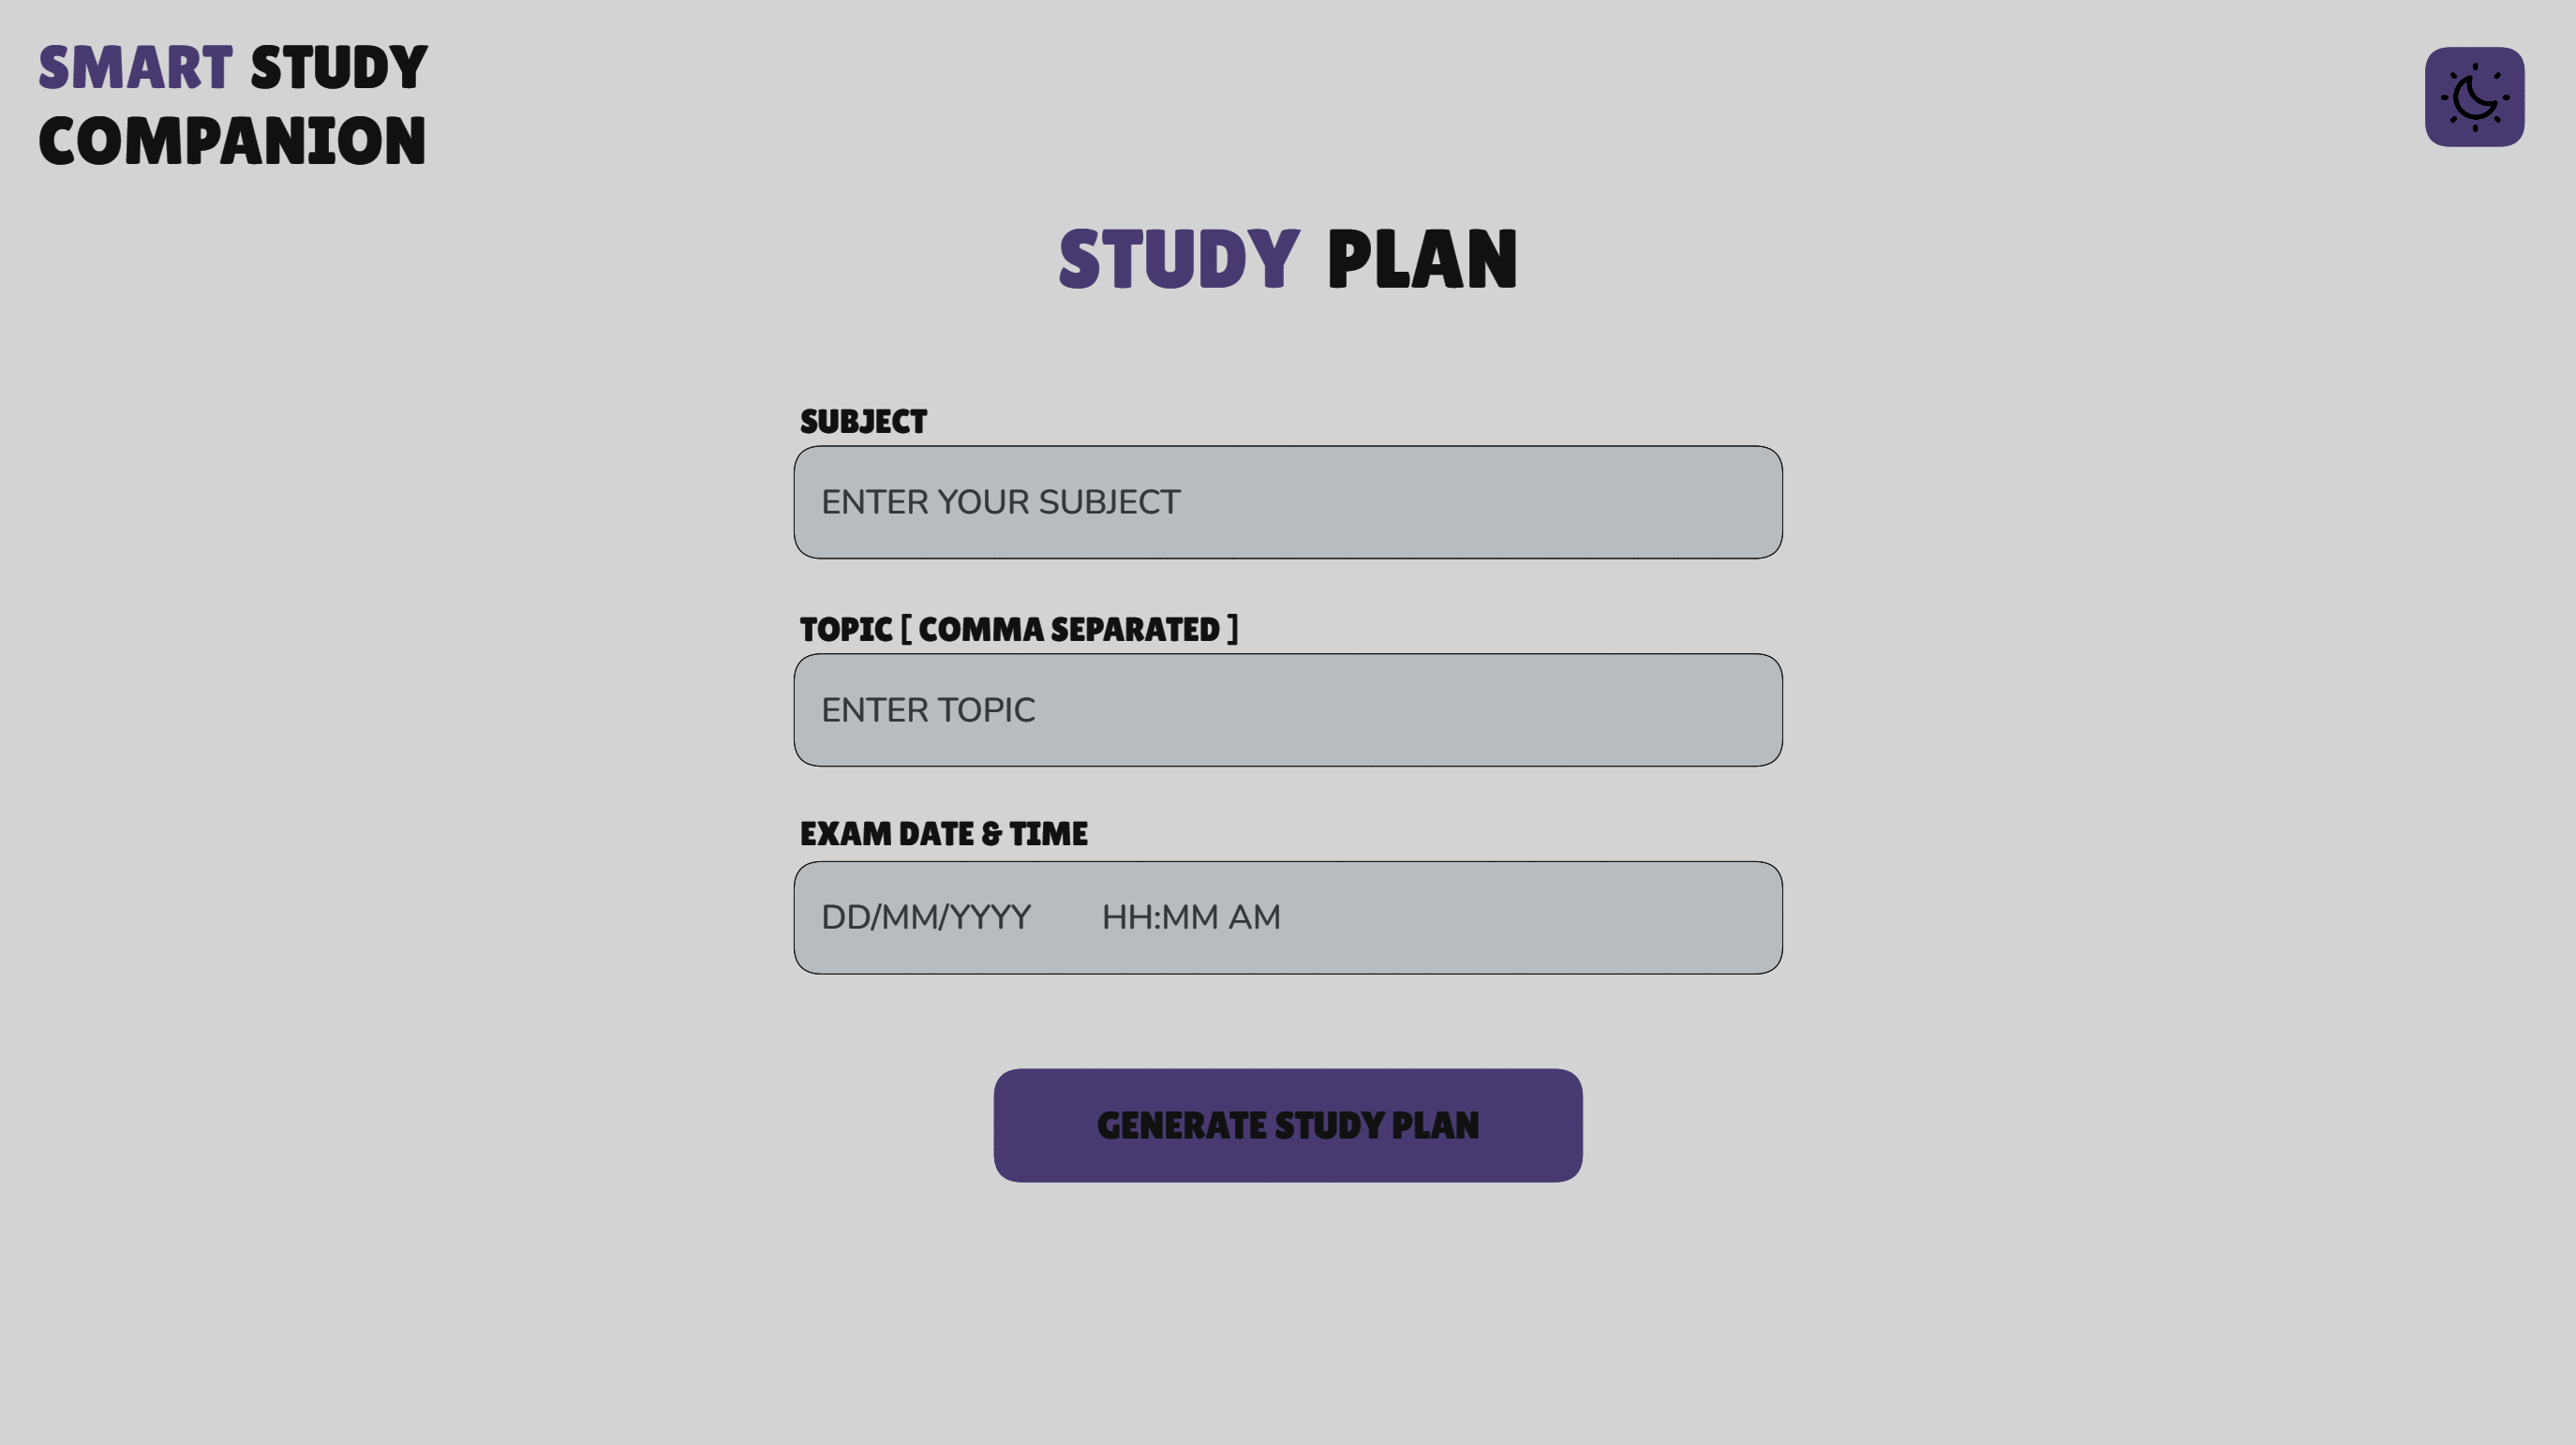 SMART STUDY
COMPANION
STUDY PLAN
SUBJECT
ENTER YOUR SUBJECT
TOPIC [ COMMA SEPARATED ]
ENTER TOPIC
EXAM DATE & TIME
DD/MM/YYYY HH:MM AM
GENERATE STUDY PLAN